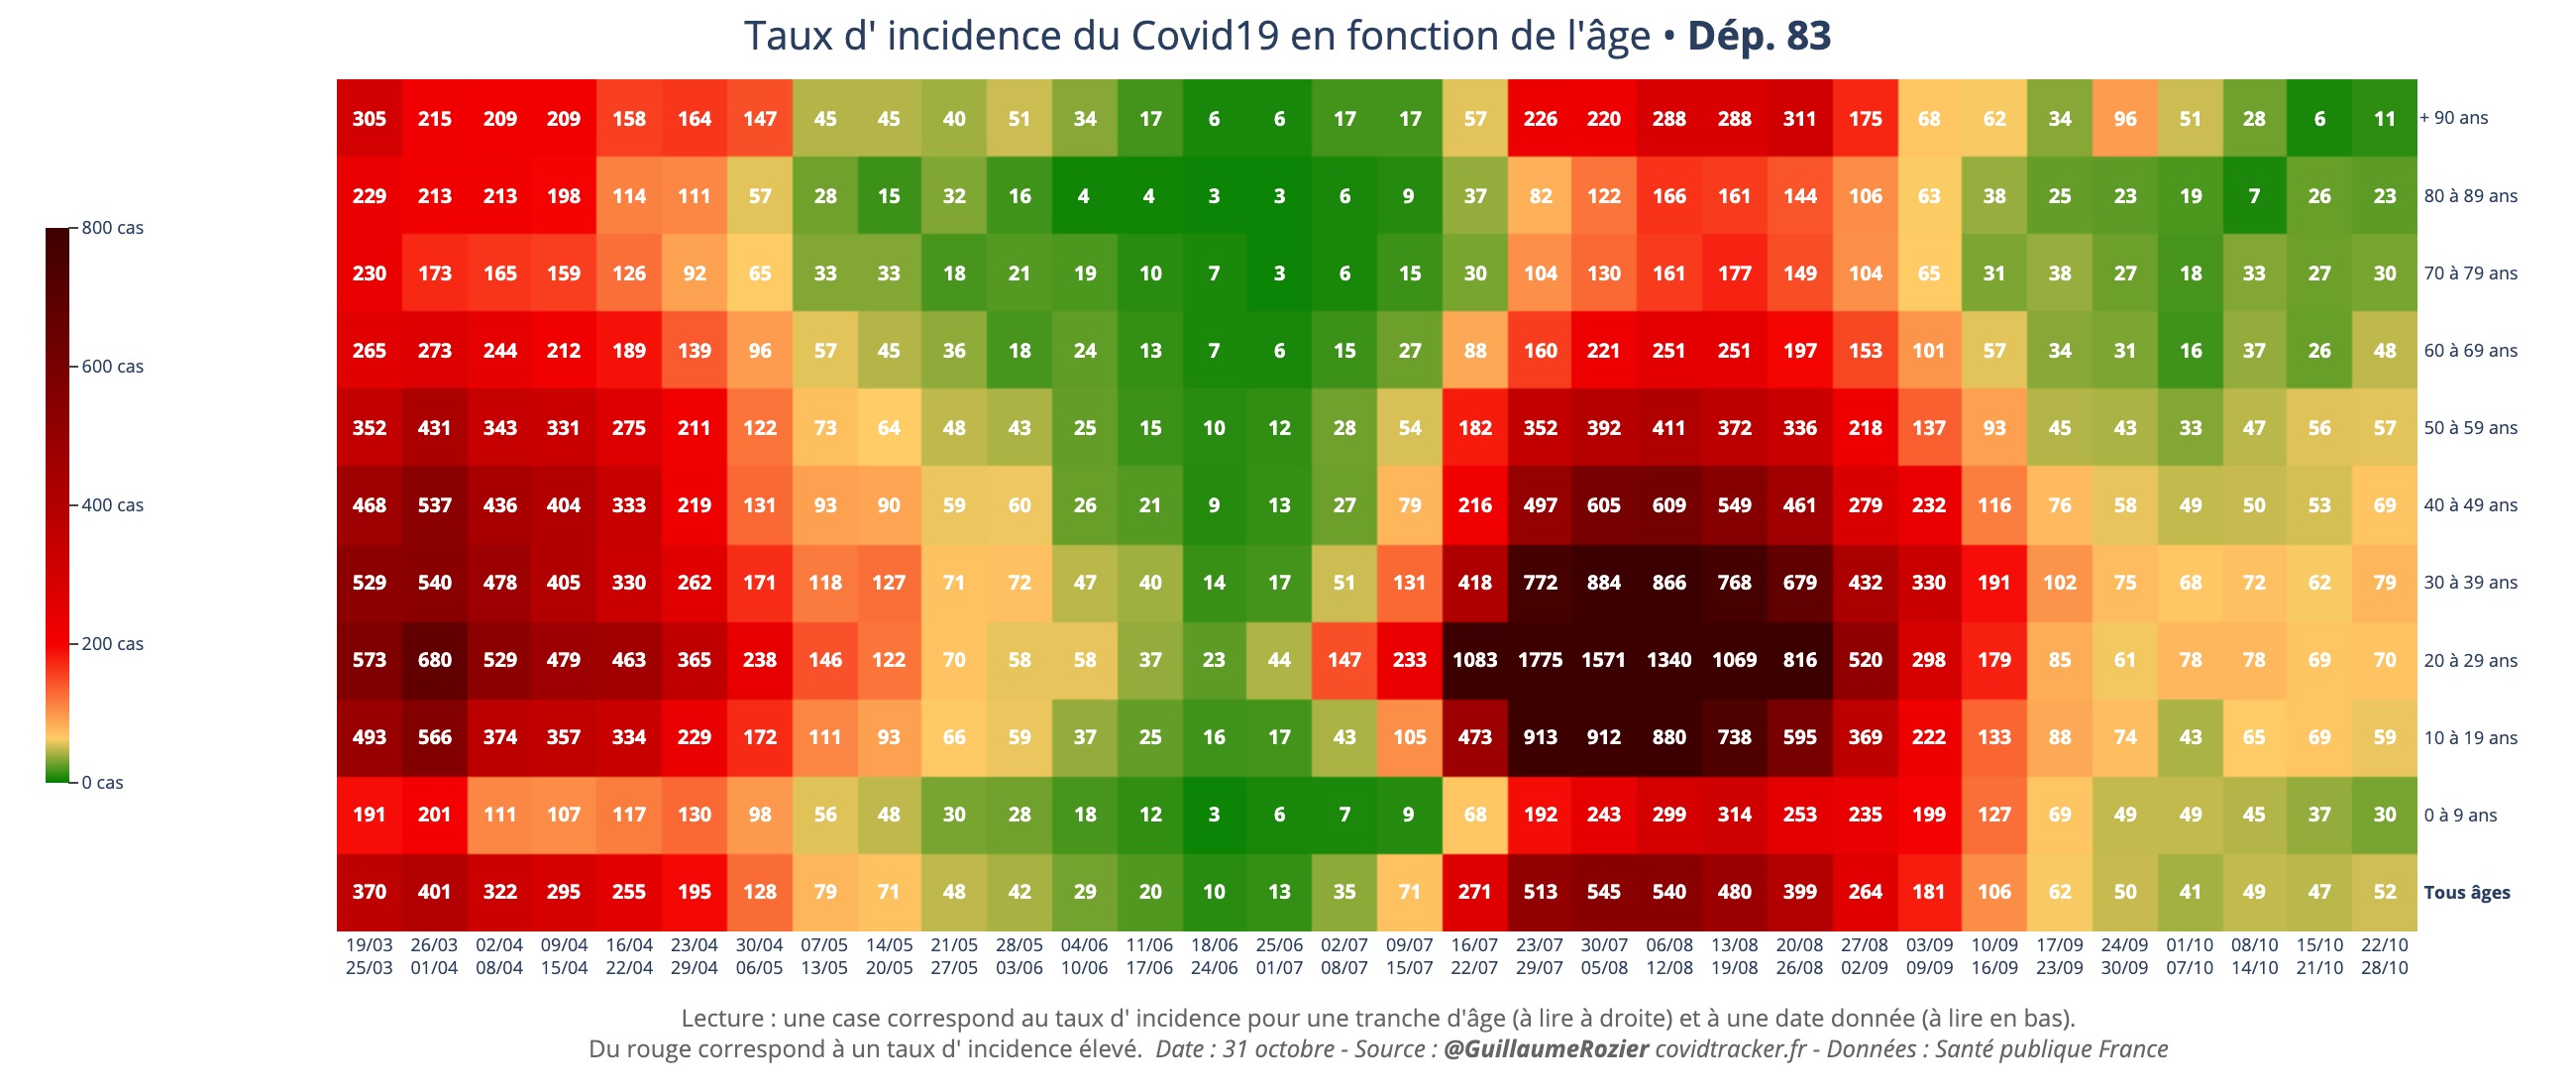 Taux d' incidence du Covid19 en fonction de l'âge • Dép. 83
305 215 209 209 158 164 147 45 45 40 51 34 17 6 6 17 17 57 226 220 288 288 311 175 68 62 34 96 51 28 6 11 + 90 ans
229 213 213 198 114 111 57 28 15 32 16 4 4 3 3 6 9 37 82 122 166 161 144 106 63 38 25 23 19 7 26 23 80 à 89 ans
800 cas
230 173 165 159 126 92 65 33 33 18 21 19 10 7 3 6 15 30 104 130 161 177 149 104 65 31 38 27 18 33 27 30 70 à 79 ans
265 273 244 212 189 139 96 57 45 36 18 24 13 7 6 15 27 88 160 221 251 251 197 153 101 57 34 31 16 37 26 48 60 à 69 ans
600 cas
352 431 343 331 275 211 122 73 64 48 43 25 15 10 12 28 54 182 352 392 411 372 336 218 137 93 45 43 33 47 56 57 50 à 59 ans
400 cas
468 537 436 404 333 219 131 93 90 59 60 26 21 9 13 27 79 216 497 605 609 549 461 279 232 116 76 58 49 50 53 69 40 à 49 ans
529 540 478 405 330 262 171 118 127 71 72 47 40 14 17 51 131 418 772 884 866 768 679 432 330 191 102 75 68 72 62 79 30 à 39 ans
200 cas
573 680 529 479 463 365 238 146 122 70 58 58 37 23 44 147 233 1083 1775 1571 1340 1069 816 520 298 179 85 61 78 78 69 70 20 à 29 ans
493 566 374 357 334 229 172 111 93 66 59 37 25 16 17 43 105 473 913 912 880 738 595 369 222 133 88 74 43 65 69 59 10 à 19 ans
0 cas
191 201 111 107 117 130 98 56 48 30 28 18 12 3 6 7 9 68 192 243 299 314 253 235 199 127 69 49 49 45 37 30 0 à 9 ans
370 401 322 295 255 195 128 79 71 48 42 29 20 10 13 35 71 271 513 545 540 480 399 264 181 106 62 50 41 49 47 52 Tous âges
19/03 26/03 02/04 09/04 16/04 23/04 30/04 07/05 14/05 21/05 28/05 04/06 11/06 18/06 25/06 02/07 09/07 16/07 23/07 30/07 06/08 13/08 20/08 27/08 03/09 10/09 17/09 24/09 01/10 08/10 15/10 22/10
25/03 01/04 08/04 15/04 22/04 29/04 06/05 13/05 20/05 27/05 03/06 10/06 17/06 24/06 01/07 08/07 15/07 22/07 29/07 05/08 12/08 19/08 26/08 02/09 09/09 16/09 23/09 30/09 07/10 14/10 21/10 28/10
Lecture : une case correspond au taux d' incidence pour une tranche d'âge (à lire à droite) et à une date donnée (à lire en bas).
Du rouge correspond à un taux d' incidence élevé. Date : 31 octobre - Source : @GuillaumeRozier covidtracker.fr - Données : Santé publique France